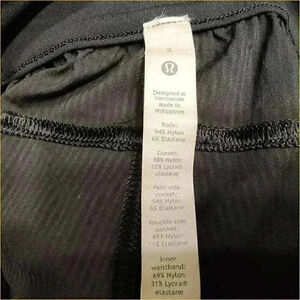 Designed in
Vancouver
made in
Philippines
Body:
94% Nylon
6% Elastane
Gusset:
88% Nylon
12% Lycra®
elastane
Palm side
pocket:
94% Nylon
6% Elastane
Knuckle side
pocket:
89% Nylon
11% Elastane
Inner
waistband:
69% Nylon
31% Lycra®
elastane